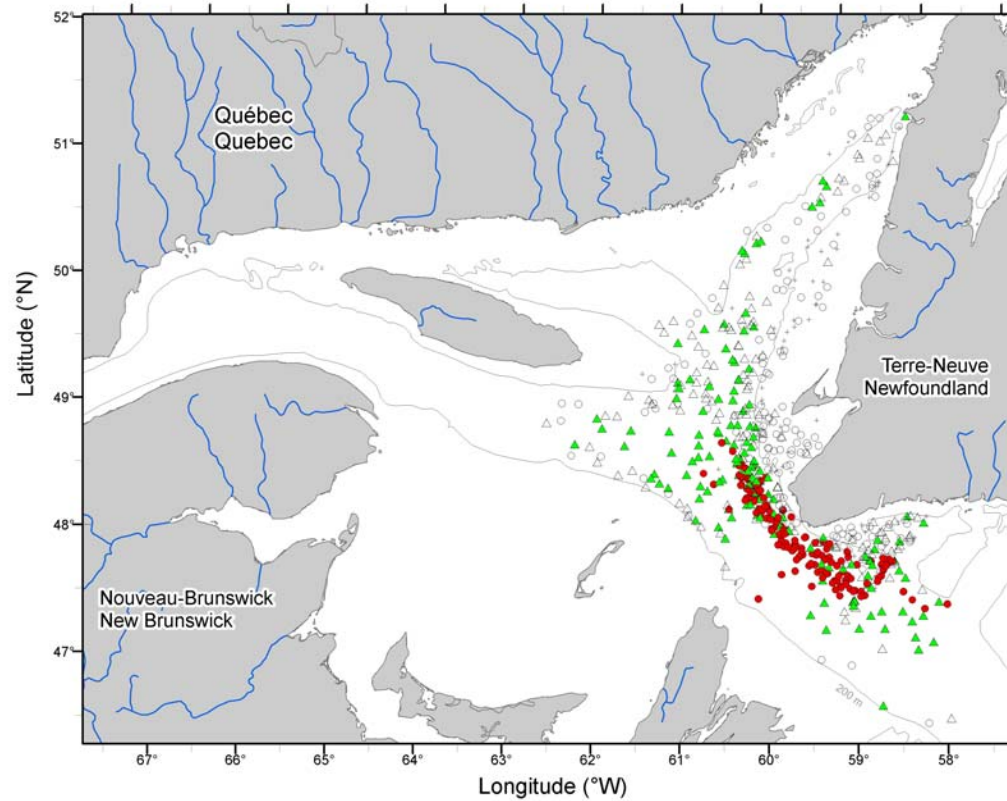 52°
51°
50°
49°
48°
47°
Latitude (°N)
Québec
Quebec
Terre-Neuve
Newfoundland
Nouveau-Brunswick
New Brunswick
200 m
67°
66°
65°
64°
63°
62°
61°
60°
59°
58°
Longitude (°W)